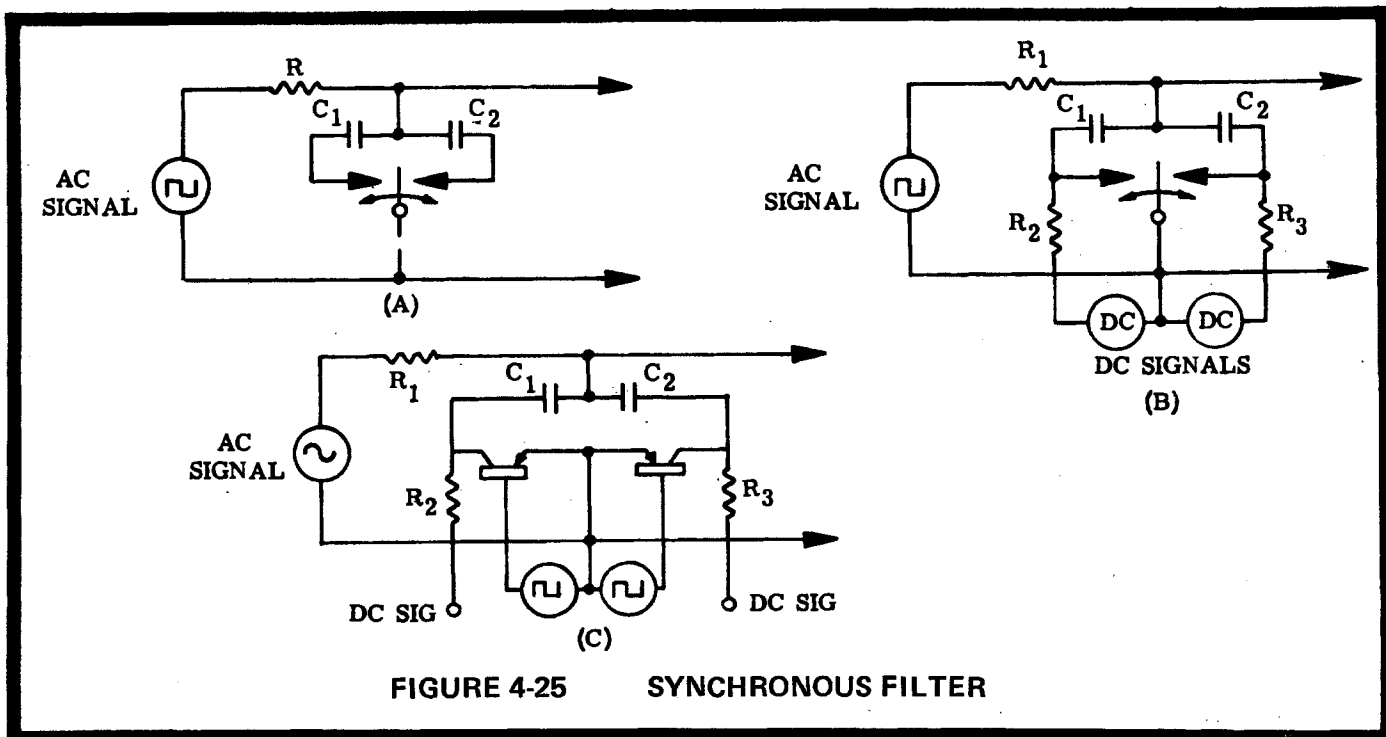 R
C1
C2
AC
SIGNAL
(A)
R1
C1
C2
AC
SIGNAL
R2
R3
DC
DC
DC SIGNALS
(B)
R1
C1
C2
AC
SIGNAL
R2
R3
DC SIG
DC SIG
(C)
FIGURE 4-25 SYNCHRONOUS FILTER